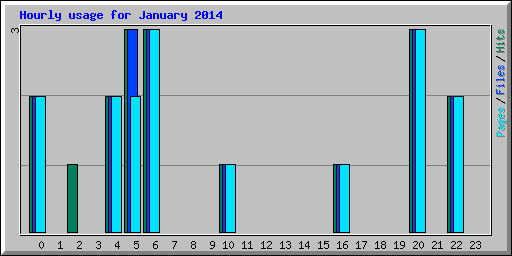 Hourly usage for January 2014
3
Pages/Files/Hits
0 1 2 3 4 5 6 7 8 9 10 11 12 13 14 15 16 17 18 19 20 21 22 23